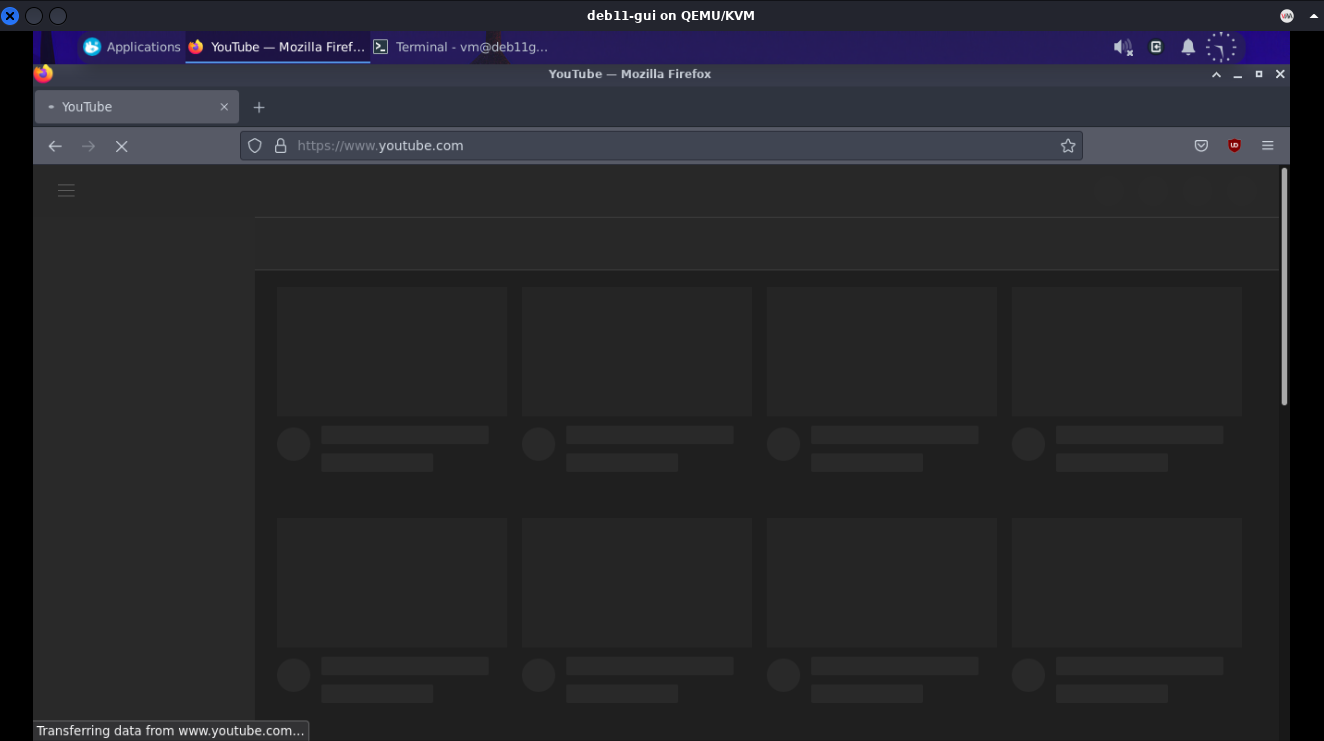 deb11-gui on QEMU/KVM
Applications
YouTube — Mozilla Firef...
Terminal - vm@deb11g...
YouTube — Mozilla Firefox
YouTube
https://www.youtube.com
Transferring data from www.youtube.com...